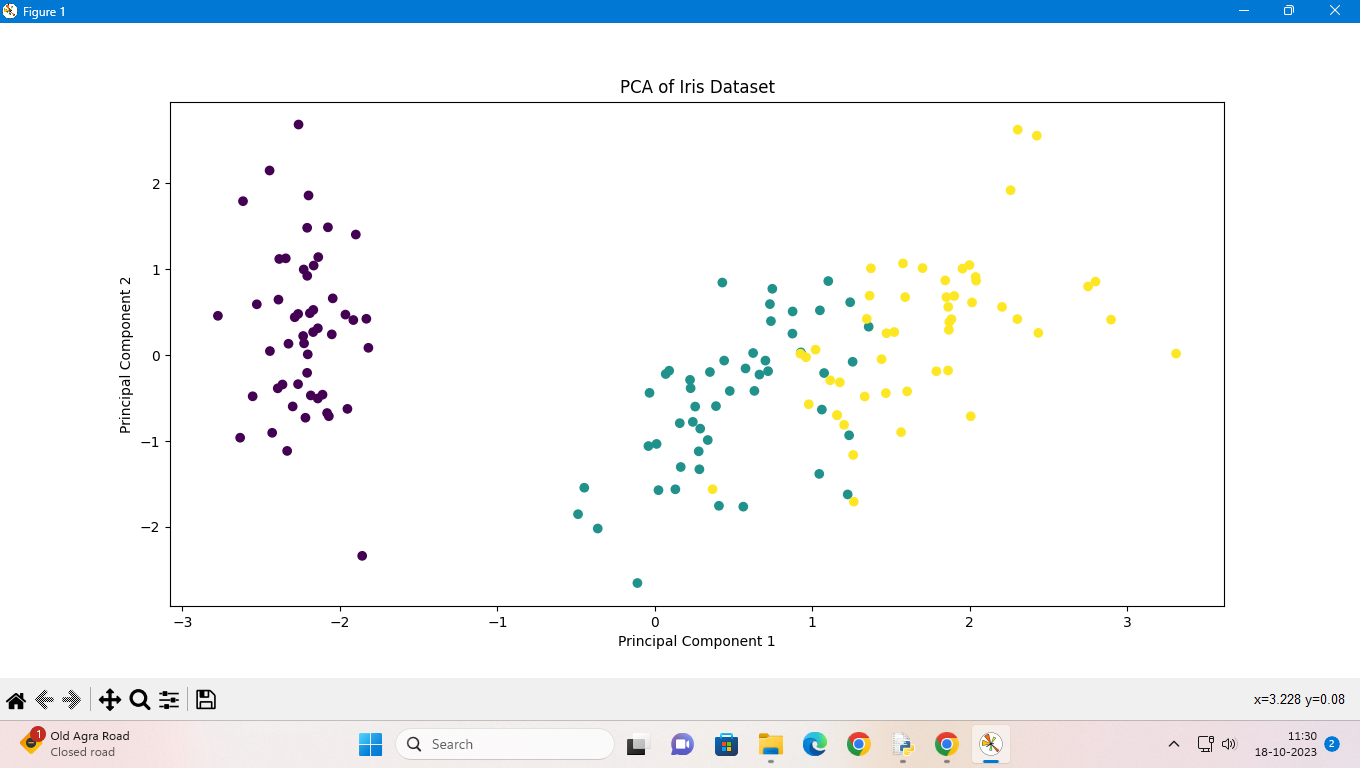 Figure 1
PCA of Iris Dataset
Principal Component 2
2
1
0
−1
−2
−3
−2
−1
0
1
2
3
Principal Component 1
x=3.228 y=0.08
1
Old Agra Road
Closed road
Search
11:30
18-10-2023
2